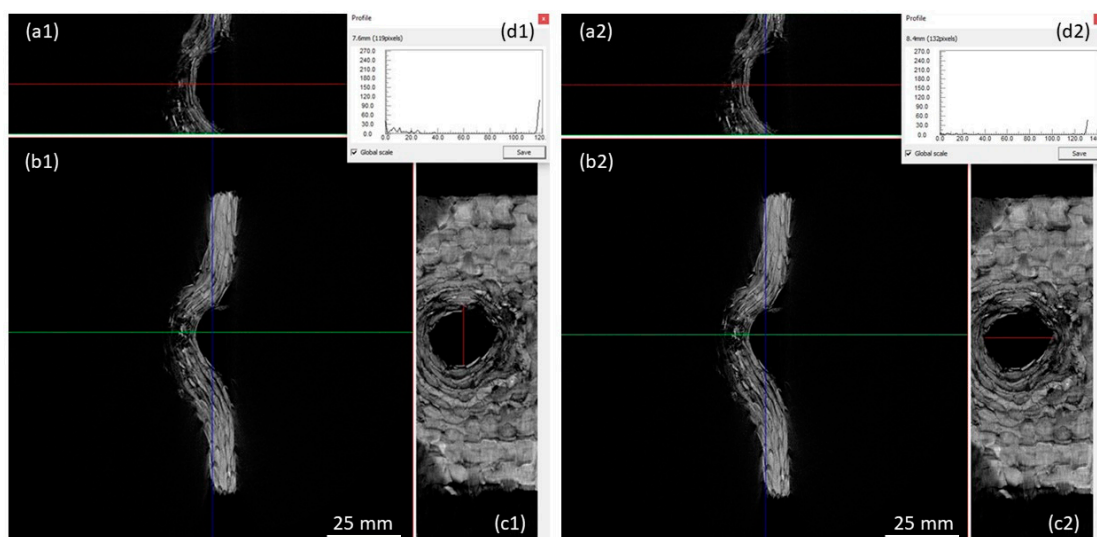 (a1)
Profile
(d1)
7.6mm (119pixels)
270.0
240.0
210.0
180.0
150.0
120.0
90.0
60.0
30.0
0.0
0.0 20.0 40.0 60.0 80.0 100.0 120.
Global scale
Save
(b1)
25 mm
(c1)
(a2)
Profile
(d2)
8.4mm (132pixels)
270.0
240.0
210.0
180.0
150.0
120.0
90.0
60.0
30.0
0.0
0.0 20.0 40.0 60.0 80.0 100.0 120.0 14
Global scale
Save
(b2)
25 mm
(c2)